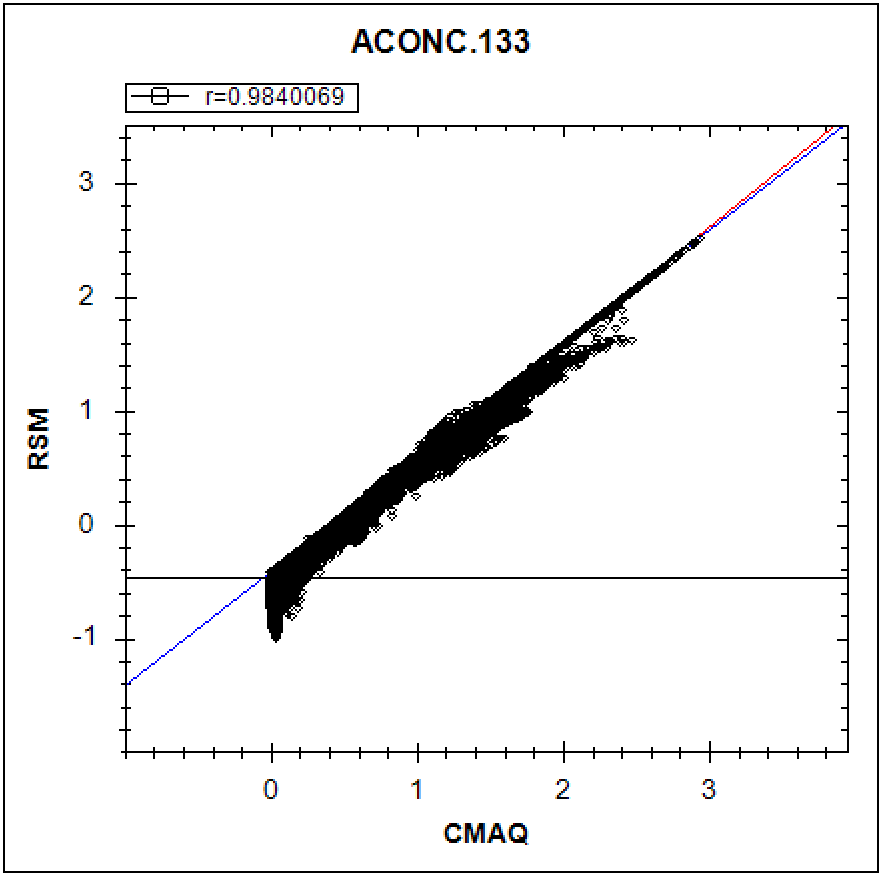 ACONC.133
r=0.9840069
3
2
1
0
-1
RSM
0 1 2 3
CMAQ